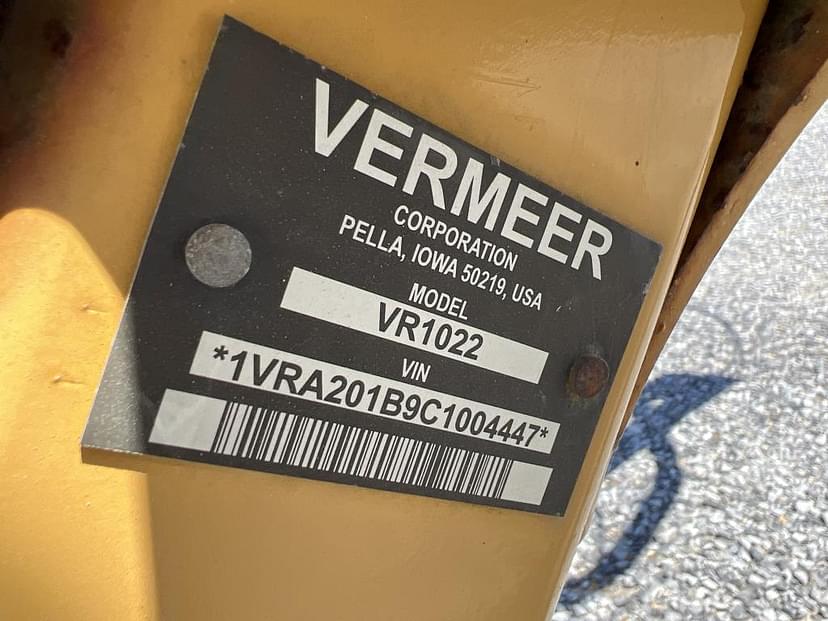 VERMEER
CORPORATION
PELLA, IOWA 50219, USA
MODEL
VR1022
VIN
*1VRA201B9C1004447*